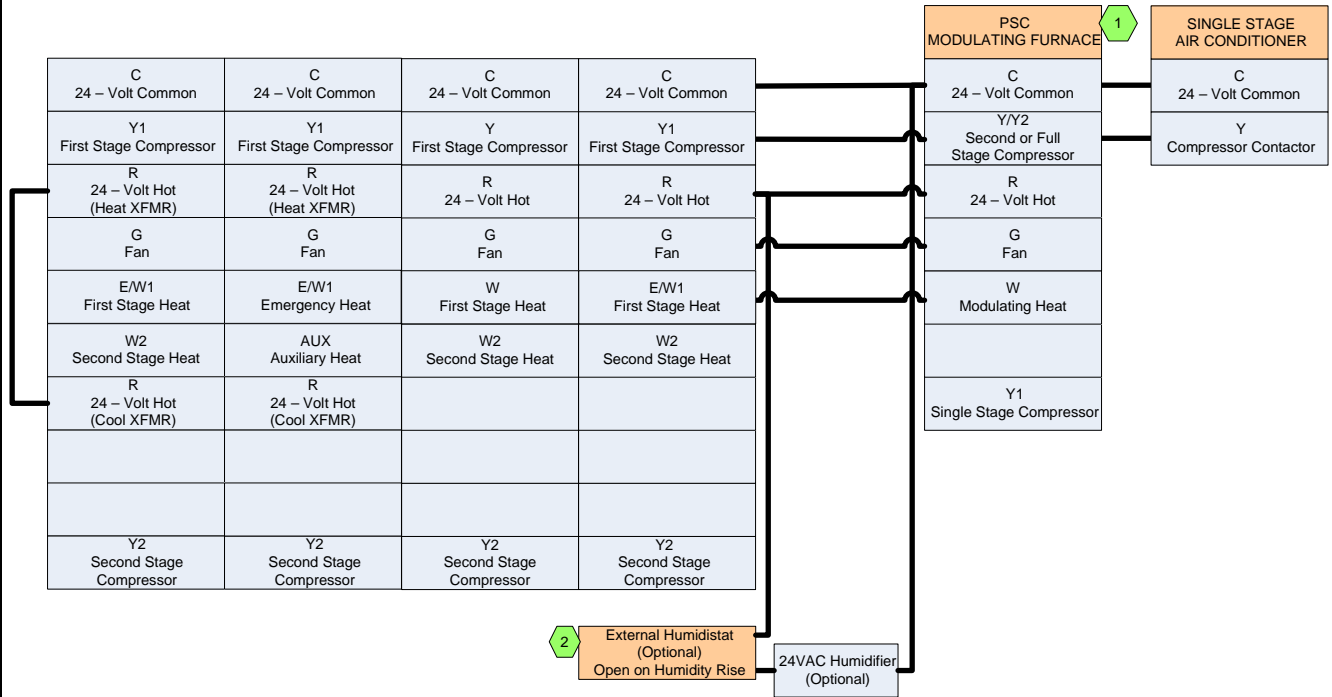 PSC
MODULATING FURNACE
1
SINGLE STAGE
AIR CONDITIONER
C
24 – Volt Common
C
24 – Volt Common
C
24 – Volt Common
C
24 – Volt Common
C
24 – Volt Common
C
24 – Volt Common
Y1
First Stage Compressor
Y1
First Stage Compressor
Y
First Stage Compressor
Y1
First Stage Compressor
Y/Y2
Second or Full
Stage Compressor
Y
Compressor Contactor
R
24 – Volt Hot
(Heat XFMR)
R
24 – Volt Hot
(Heat XFMR)
R
24 – Volt Hot
R
24 – Volt Hot
R
24 – Volt Hot
G
Fan
G
Fan
G
Fan
G
Fan
G
Fan
E/W1
First Stage Heat
E/W1
Emergency Heat
W
First Stage Heat
E/W1
First Stage Heat
W
Modulating Heat
W2
Second Stage Heat
AUX
Auxiliary Heat
W2
Second Stage Heat
W2
Second Stage Heat
R
24 – Volt Hot
(Cool XFMR)
R
24 – Volt Hot
(Cool XFMR)
Y1
Single Stage Compressor
Y2
Second Stage
Compressor
Y2
Second Stage
Compressor
Y2
Second Stage
Compressor
Y2
Second Stage
Compressor
2
External Humidistat
(Optional)
Open on Humidity Rise
24VAC Humidifier
(Optional)